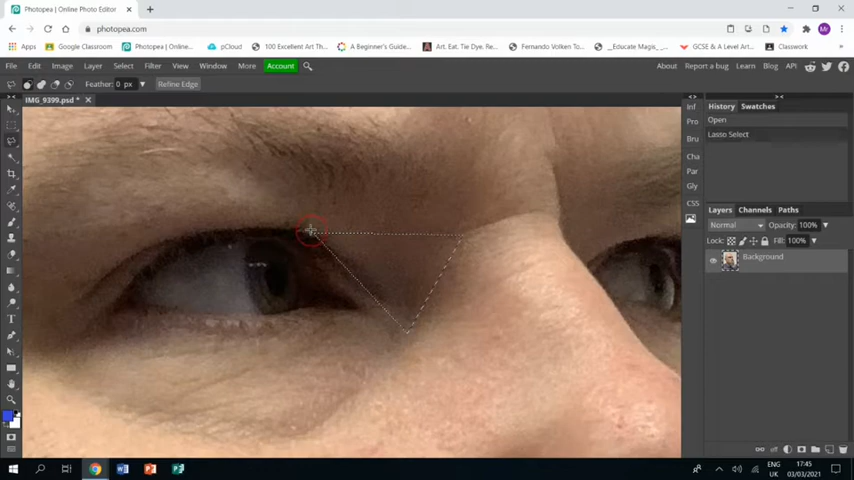 Photopea | Online Photo Editor
photopea.com
Apps
Google Classroom
Photopea | Online...
pCloud
100 Excellent Art Th...
A Beginner's Guide...
Art. Eat. Tie Dye. Re...
Fernando Volken To...
__Educate Magis_...
GCSE & A Level Art...
Classwork
File Edit Image Layer Select Filter View Window More Account About Report a bug Learn Blog API
Feather: 0 px Refine Edge
IMG_9399.psd *
Inf
Pro
Bru
Cha
Par
Gly
CSS
History Swatches
Open
Lasso Select
Layers Channels Paths
Normal Opacity: 100%
Lock: Fill: 100%
Background
ENG
UK
17:45
03/03/2021